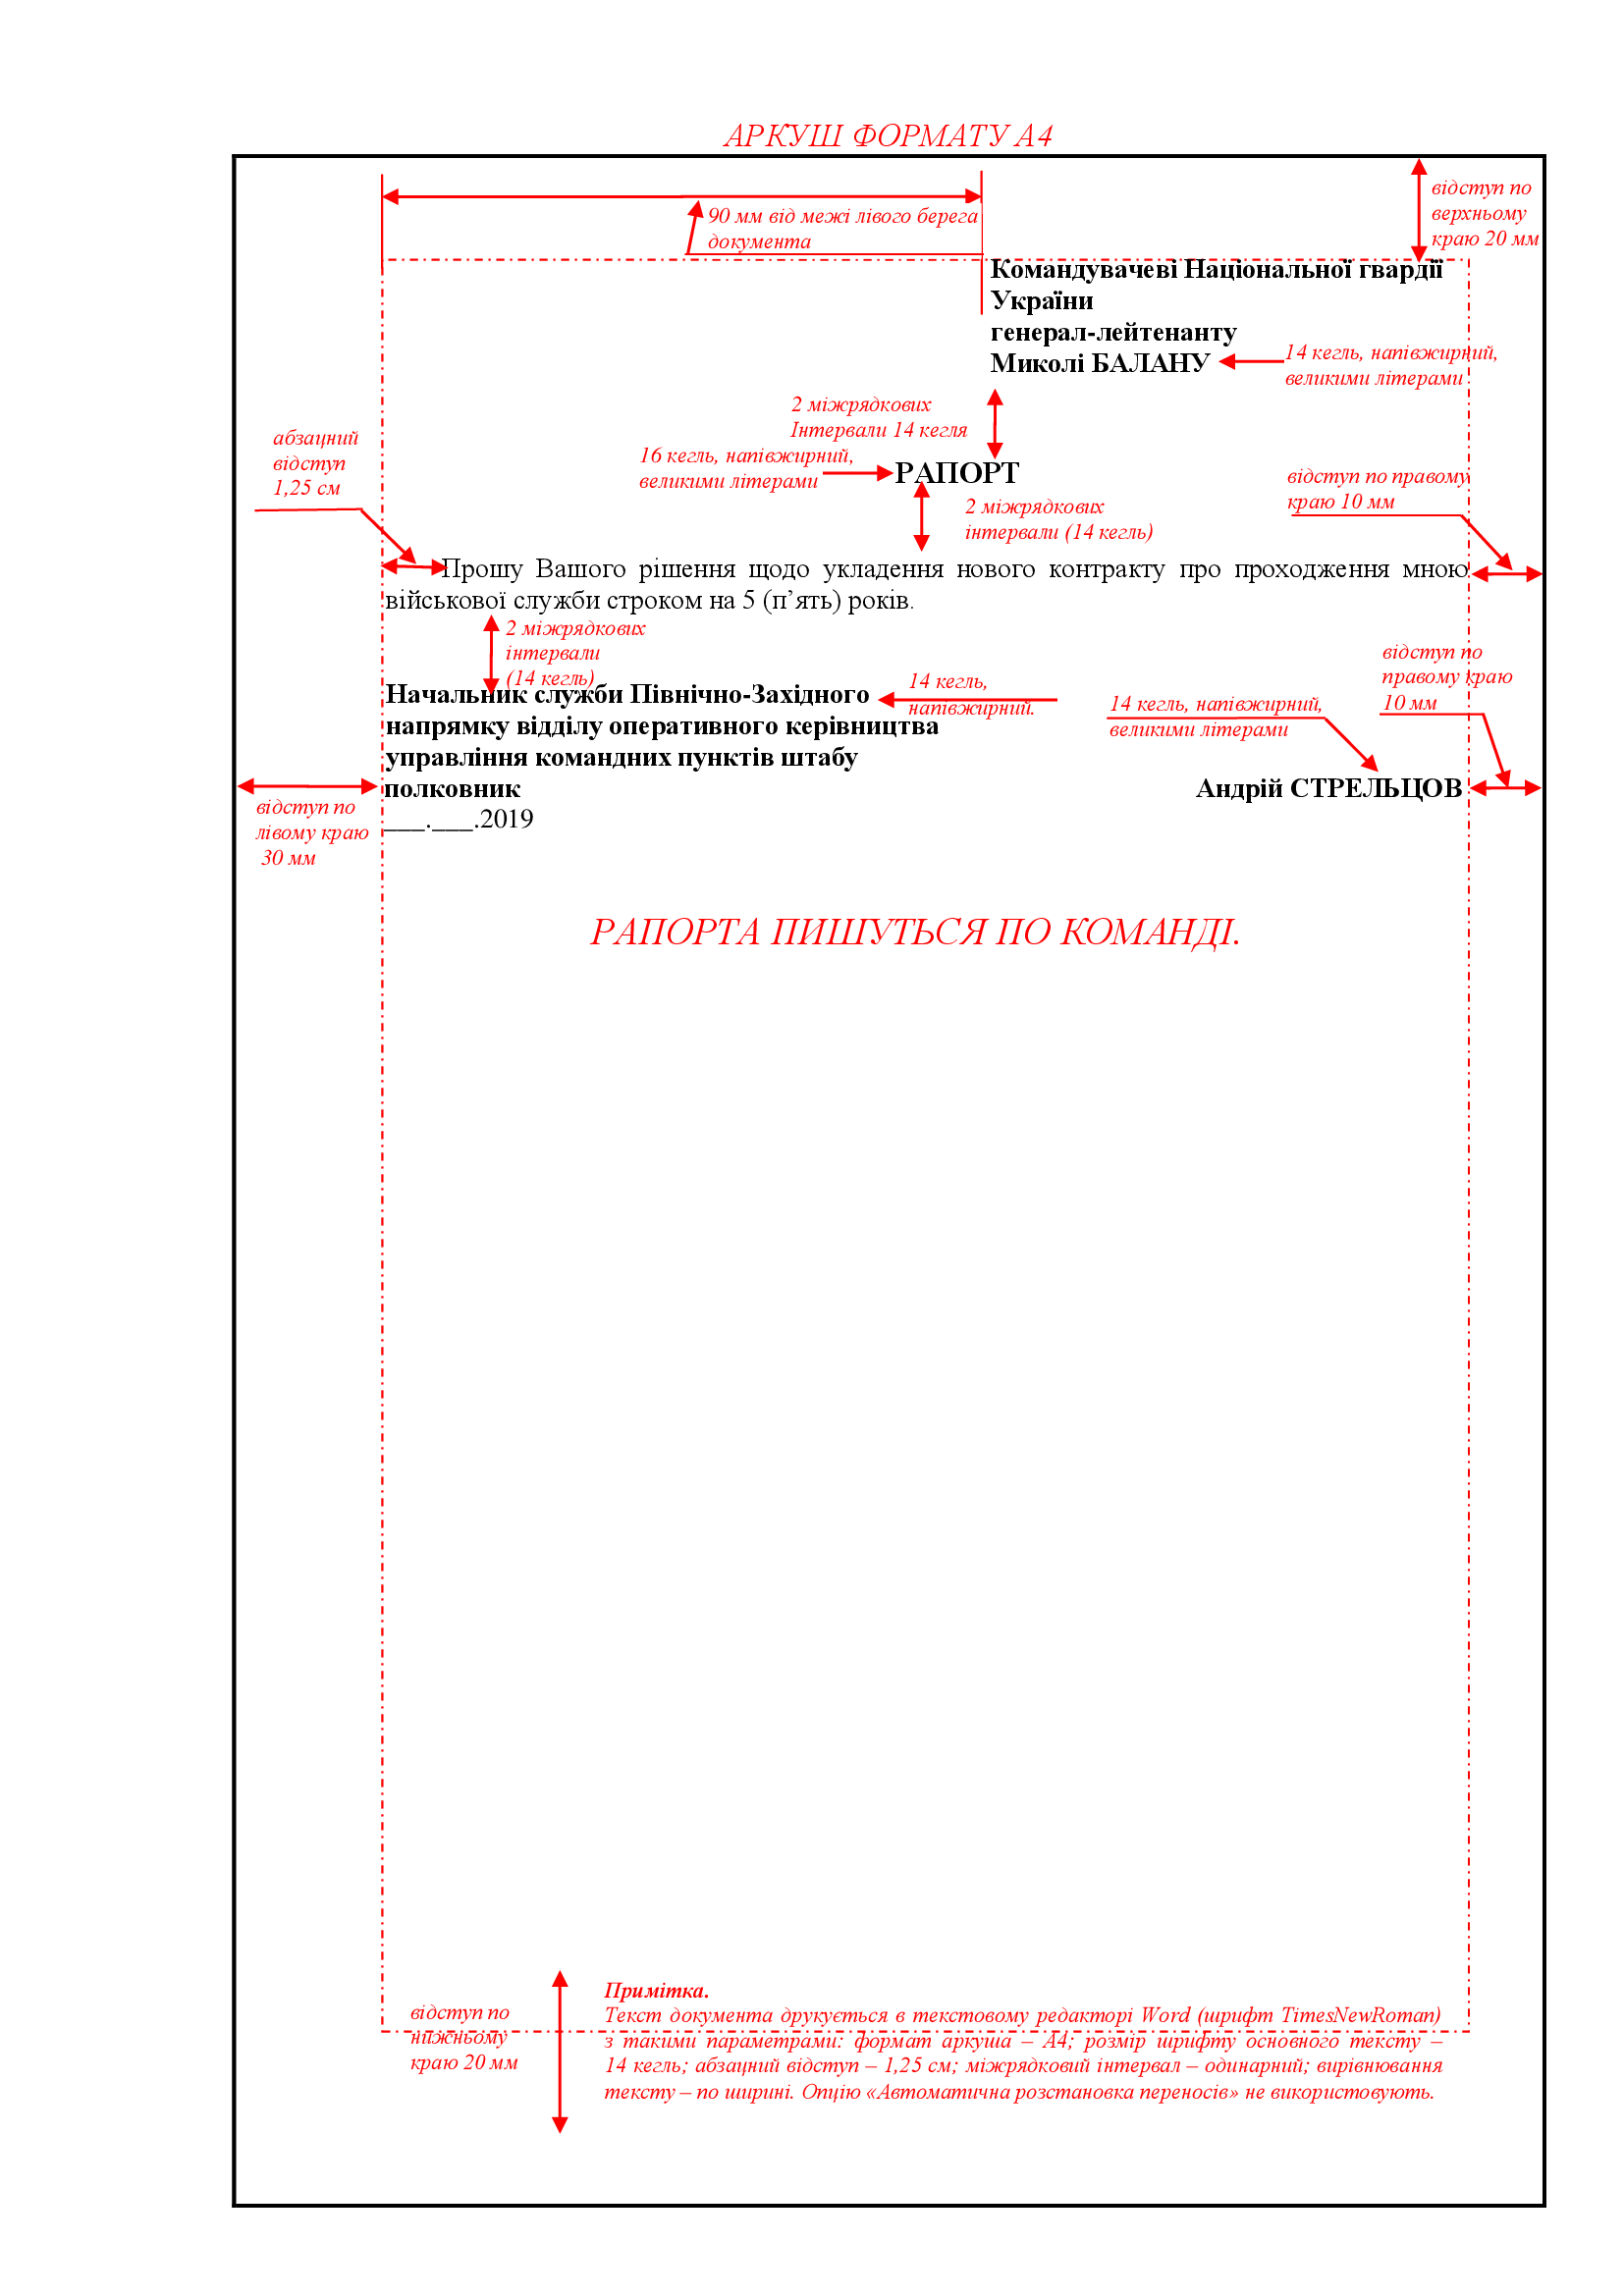 АРКУШ ФОРМАТУ А4
відступ по
верхньому
краю 20 мм
90 мм від межі лівого берега
документа
Командувачеві Національної гвардії
України
генерал-лейтенанту
Миколі БАЛАНУ
14 кегль, напівжирний,
великими літерами
2 міжрядкових
Інтервали 14 кегля
абзацний
відступ
1,25 см
16 кегль, напівжирний,
великими літерами
РАПОРТ
відступ по правому
краю 10 мм
2 міжрядкових
інтервали (14 кегль)
Прошу Вашого рішення щодо укладення нового контракту про проходження мною
військової служби строком на 5 (п’ять) років.
2 міжрядкових
інтервали
(14 кегль)
відступ по
правому краю
10 мм
14 кегль,
напівжирний.
14 кегль, напівжирний,
великими літерами
Начальник служби Північно-Західного
напрямку відділу оперативного керівництва
управління командних пунктів штабу
полковник Андрій СТРЕЛЬЦОВ
___.___.2019
відступ по
лівому краю
30 мм
РАПОРТА ПИШУТЬСЯ ПО КОМАНДІ.
відступ по
нижньому
краю 20 мм
Примітка.
Текст документа друкується в текстовому редакторі Word (шрифт TimesNewRoman)
з такими параметрами: формат аркуша – А4; розмір шрифту основного тексту –
14 кегль; абзацний відступ – 1,25 см; міжрядковий інтервал – одинарний; вирівнювання
тексту – по ширині. Опцію «Автоматична розстановка переносів» не використовують.